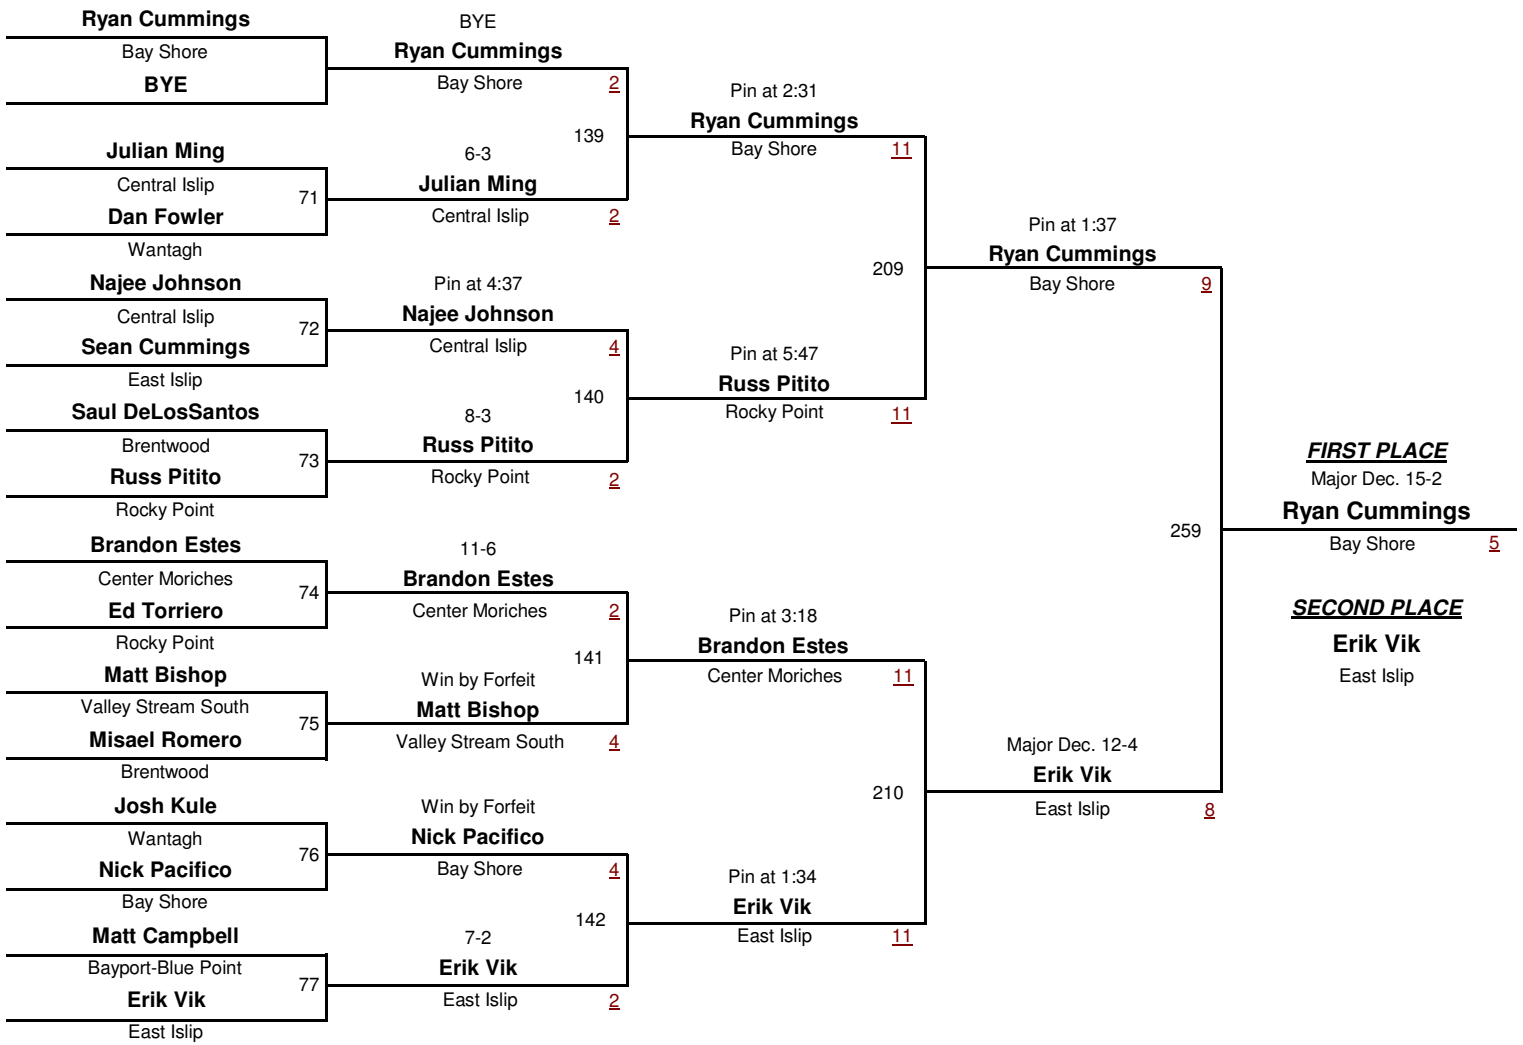 Ryan Cummings
Bay Shore
BYE
Julian Ming
Central Islip
71
Dan Fowler
Wantagh
Najee Johnson
Central Islip
72
Sean Cummings
East Islip
Saul DeLosSantos
Brentwood
73
Russ Pitito
Rocky Point
Brandon Estes
Center Moriches
74
Ed Torriero
Rocky Point
Matt Bishop
Valley Stream South
75
Misael Romero
Brentwood
Josh Kule
Wantagh
76
Nick Pacifico
Bay Shore
Matt Campbell
Bayport-Blue Point
77
Erik Vik
East Islip
BYE
Ryan Cummings
Bay Shore 2
139
6-3
Julian Ming
Central Islip 2
Pin at 4:37
Najee Johnson
Central Islip 4
140
8-3
Russ Pitito
Rocky Point 2
11-6
Brandon Estes
Center Moriches 2
141
Win by Forfeit
Matt Bishop
Valley Stream South 4
Win by Forfeit
Nick Pacifico
Bay Shore 4
142
7-2
Erik Vik
East Islip 2
Pin at 2:31
Ryan Cummings
Bay Shore 11
209
Pin at 5:47
Russ Pitito
Rocky Point 11
Pin at 3:18
Brandon Estes
Center Moriches 11
210
Pin at 1:34
Erik Vik
East Islip 11
Pin at 1:37
Ryan Cummings
Bay Shore 9
259
Major Dec. 12-4
Erik Vik
East Islip 8
FIRST PLACE
Major Dec. 15-2
Ryan Cummings
Bay Shore 5
SECOND PLACE
Erik Vik
East Islip